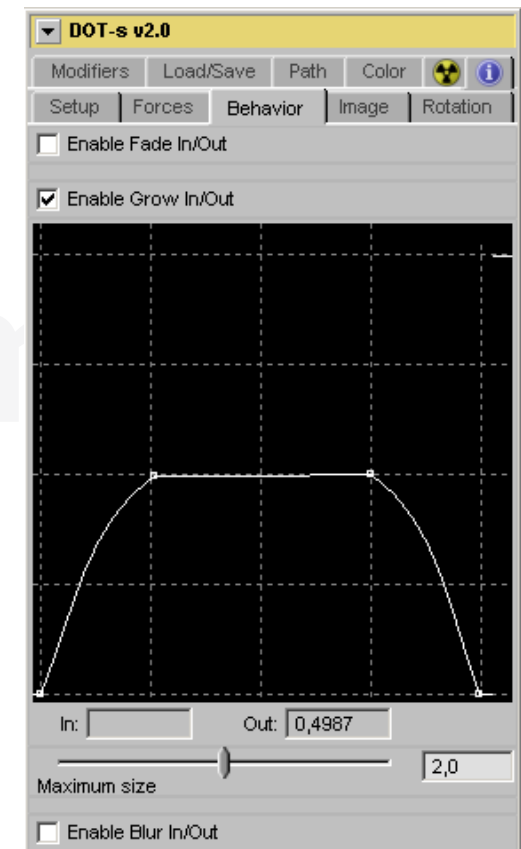 DOT-s v2.0
Modifiers Load/Save Path Color
Setup Forces Behavior Image Rotation
Enable Fade In/Out
Enable Grow In/Out
In: Out: 0,4987
2,0
Maximum size
Enable Blur In/Out